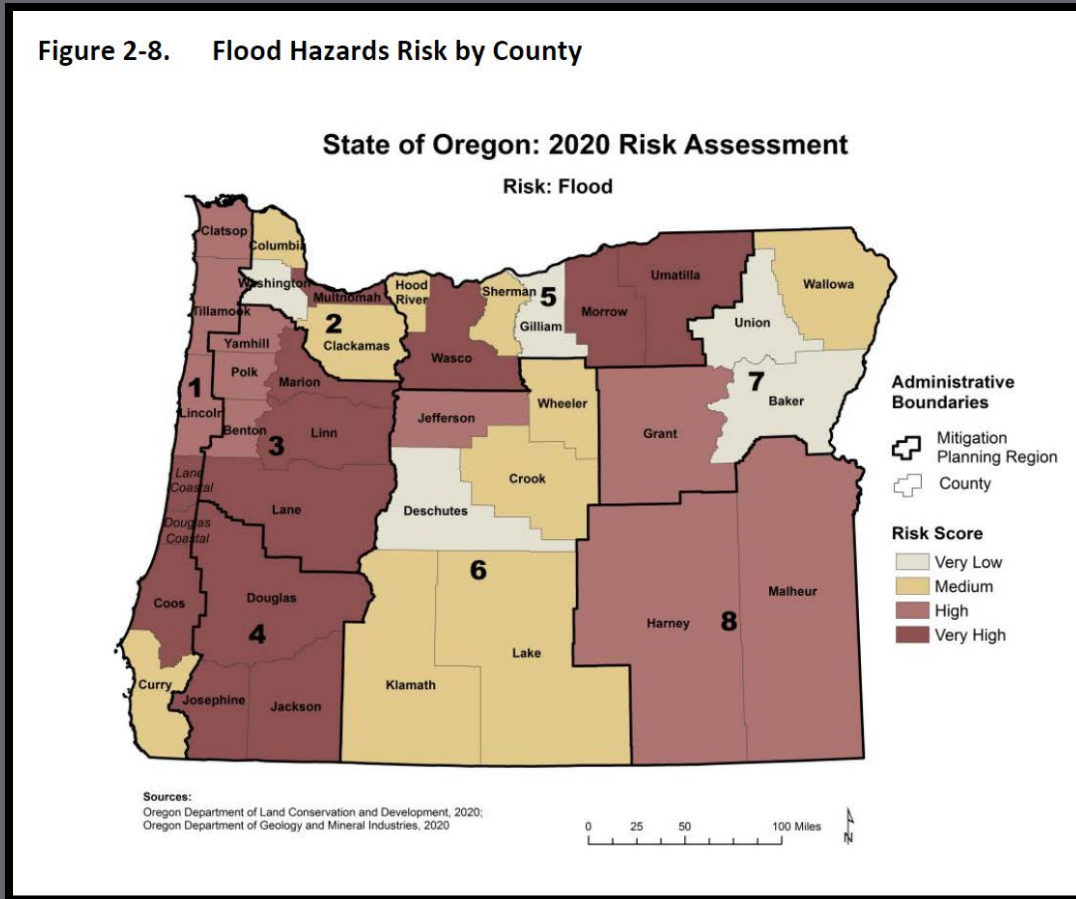 Figure 2-8. Flood Hazards Risk by County
State of Oregon: 2020 Risk Assessment
Risk: Flood
Clatsop
Columbia
Washington
Multnomah
Hood
River
Sherman
5
Gilliam
Morrow
Umatilla
Wallowa
Union
Tillamook
2
Clackamas
Yamhill
Wasco
Polk
Marion
1
Lincoln
Benton
3
Linn
Jefferson
Wheeler
Grant
7
Baker
Lane
Coastal
Lane
Crook
Deschutes
Douglas
Coastal
Coos
Douglas
4
6
Lake
Klamath
Harney
8
Malheur
Curry
Josephine
Jackson
Administrative
Boundaries
Mitigation
Planning Region
County
Risk Score
Very Low
Medium
High
Very High
Sources:
Oregon Department of Land Conservation and Development, 2020;
Oregon Department of Geology and Mineral Industries, 2020
0 25 50 100 Miles
N